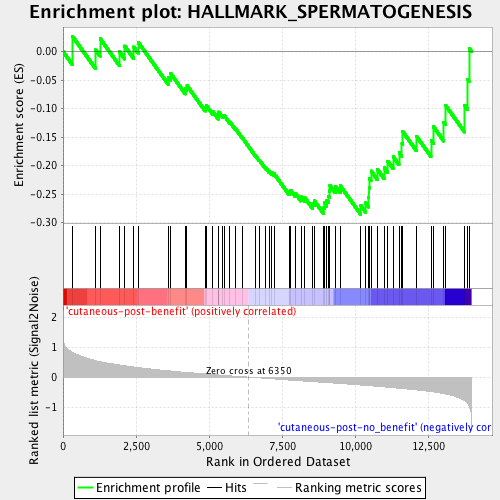 Enrichment plot: HALLMARK_SPERMATOGENESIS
Enrichment score (ES)
0.00
-0.05
-0.10
-0.15
-0.20
-0.25
-0.30
'cutaneous-post-benefit' (positively correlated)
Ranked list metric (Signal2Noise)
2
1
0
-1
Zero cross at 6350
'cutaneous-post-no_benefit' (negatively cor
0
2,500
5,000
7,500
10,000
12,500
Rank in Ordered Dataset
Enrichment profile
Hits
Ranking metric scores